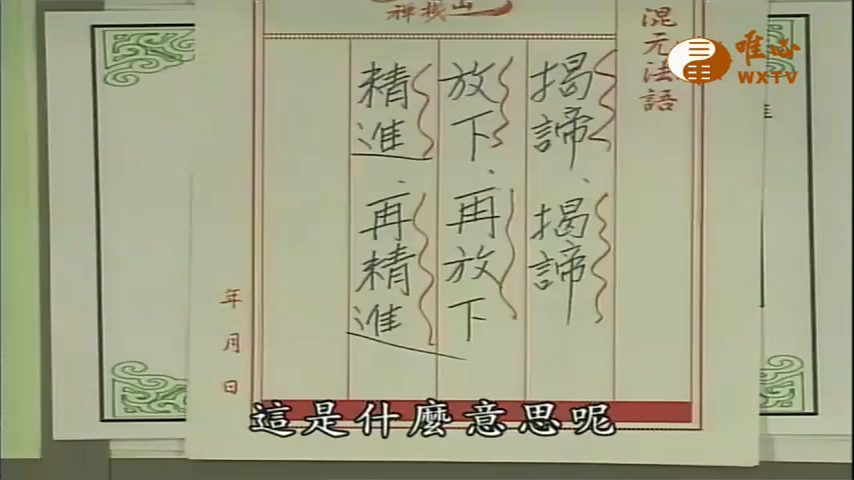 禪機山
混元法語
唯心
WXTV
揭諦、揭諦
放下、再放下
精進、再精進
年月日
這是什麼意思呢